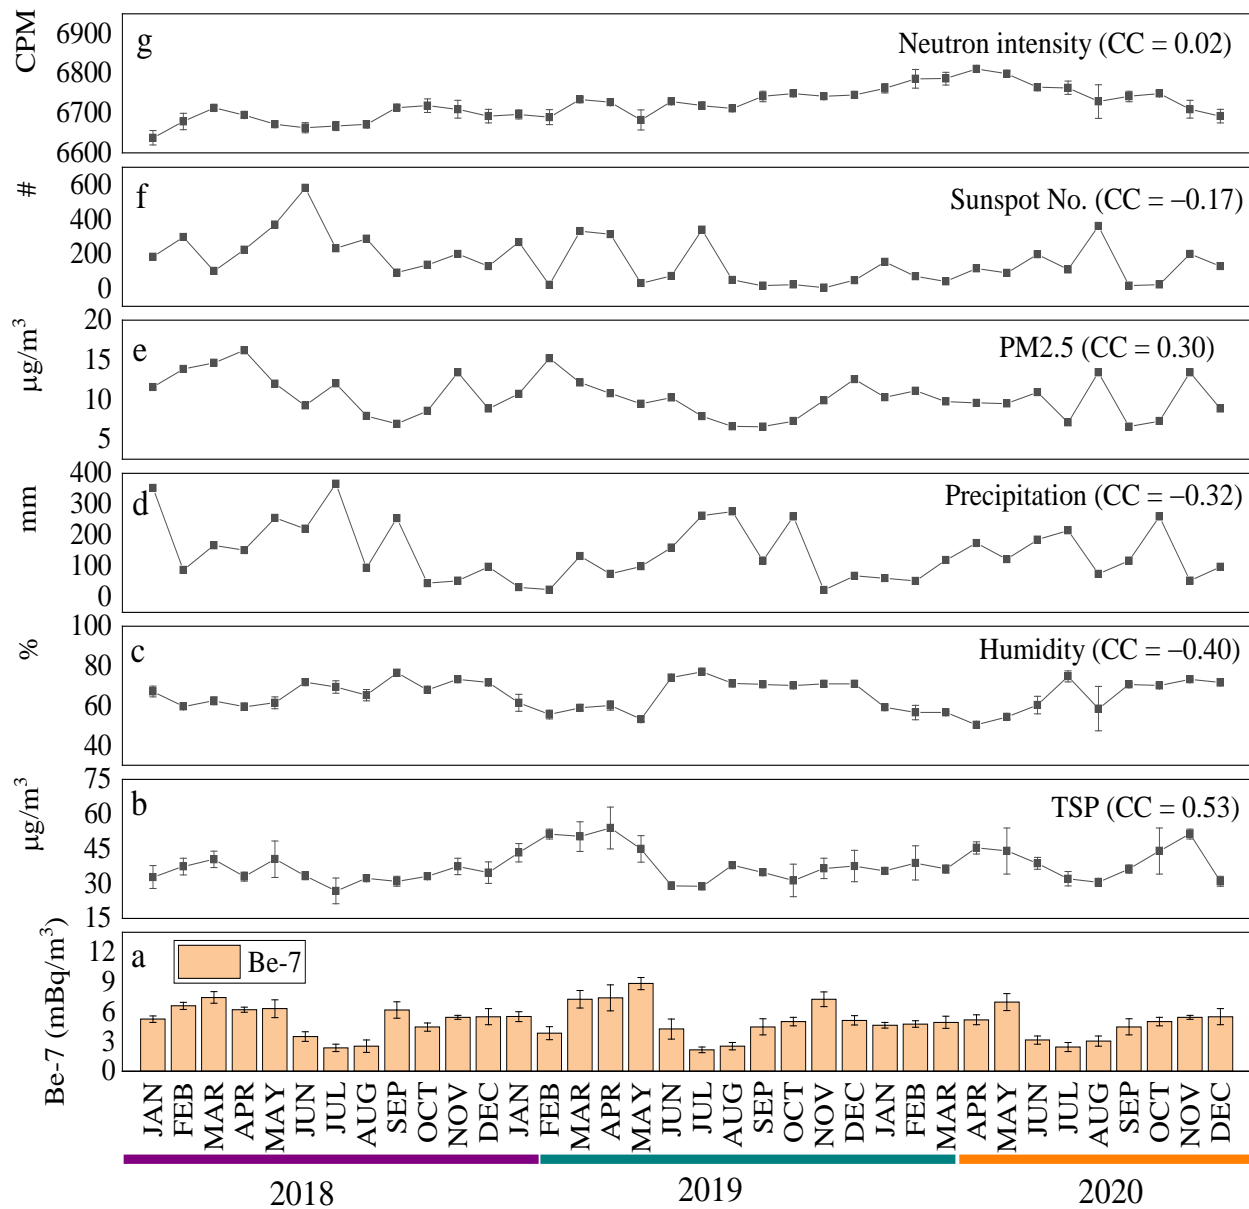 g
Neutron intensity (CC = 0.02)
CPM
6900
6800
6700
6600
f
Sunspot No. (CC = −0.17)
#
600
400
200
0
e
PM2.5 (CC = 0.30)
µg/m³
20
15
10
5
d
Precipitation (CC = −0.32)
mm
400
300
200
100
0
c
Humidity (CC = −0.40)
%
100
80
60
40
b
TSP (CC = 0.53)
µg/m³
75
60
45
30
15
a
Be-7
Be-7 (mBq/m³)
12
9
6
3
0
JAN FEB MAR APR MAY JUN JUL AUG SEP OCT NOV DEC JAN FEB MAR APR MAY JUN JUL AUG SEP OCT NOV DEC JAN FEB MAR APR MAY JUN JUL AUG SEP OCT NOV DEC
2018 2019 2020